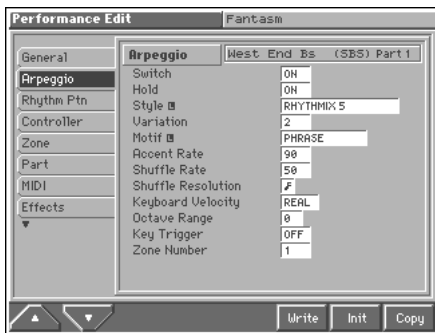 Performance Edit Fantasm
General
Arpeggio
Rhythm Ptn
Controller
Zone
Part
MIDI
Effects
Arpeggio West End Bs (SBS) Part 1
Switch ON
Hold ON
Style RHYTHMIX 5
Variation 2
Motif PHRASE
Accent Rate 90
Shuffle Rate 50
Shuffle Resolution
Keyboard Velocity REAL
Octave Range 0
Key Trigger OFF
Zone Number 1
Write Init Copy